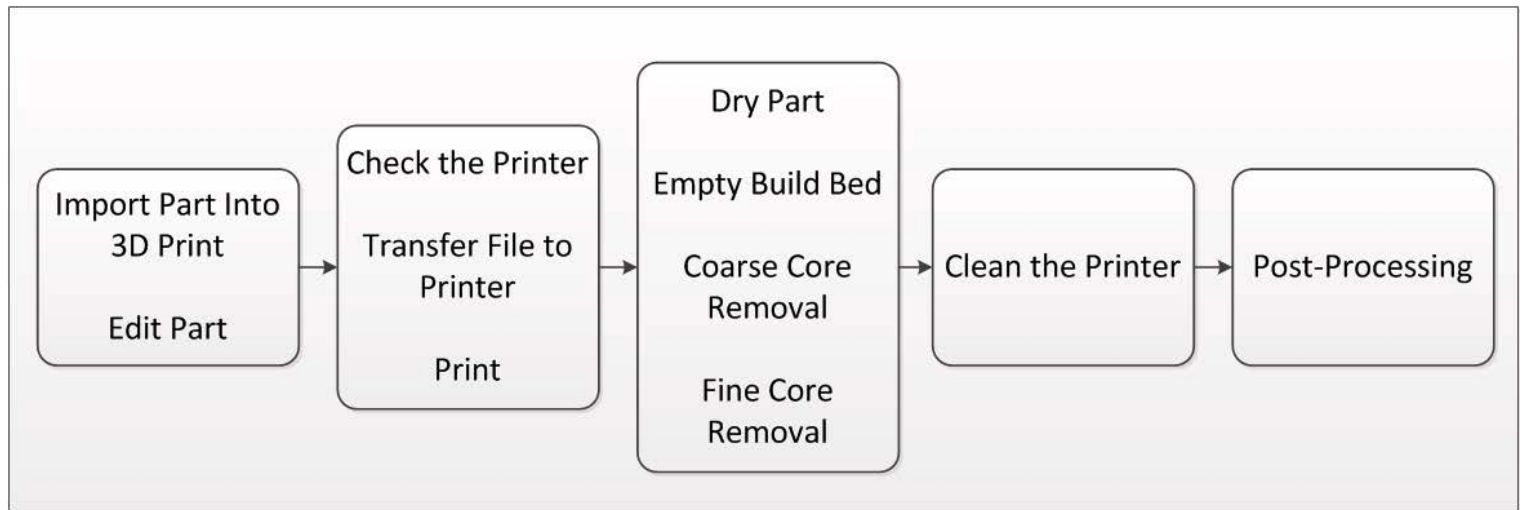 Import Part Into
3D Print
Edit Part
Check the Printer
Transfer File to
Printer
Print
Dry Part
Empty Build Bed
Coarse Core
Removal
Fine Core
Removal
Clean the Printer
Post-Processing